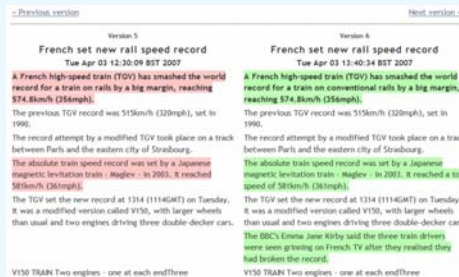 « Previous version
Next version
Version 5
French set new rail speed record
Tue Apr 03 12:30:09 BST 2007
A French high-speed train (TGV) has smashed the world
record for a train on rails by a big margin, reaching
574.8km/h (356mph).
The previous TGV record was 515km/h (320mph), set in
1990.
The record attempt by a modified TGV took place on a track
between Paris and the eastern city of Strasbourg.
The absolute train speed record was set by a Japanese
magnetic levitation train - Maglev - in 2003. It reached
581km/h (361mph).
The TGV set the new record at 1314 (1114GMT) on Tuesday.
It was a modified version called V150, with larger wheels
than usual and two engines driving three double-decker cars.
V150 TRAIN Two engines - one at each endThree
Version 6
French set new rail speed record
Tue Apr 03 13:40:34 BST 2007
A French high-speed train (TGV) has smashed the world
record for a train on conventional rails by a big margin,
reaching 574.8km/h (356mph).
The previous TGV record was 515km/h (320mph), set in
1990.
The record attempt by a modified TGV took place on a tra
between Paris and the eastern city of Strasbourg.
The absolute train speed record was set by a Japanese
magnetic levitation train - Maglev - in 2003. It reached a to
speed of 581km/h (361mph).
The TGV set the new record at 1314 (1114GMT) on Tuesday.
It was a modified version called V150, with larger wheels
than usual and two engines driving three double-decker car
The BBC's Emma Jane Kirby said the three train drivers
were seen grinning on French TV after they realised they
had broken the record.
V150 TRAIN Two engines - one at each endThree